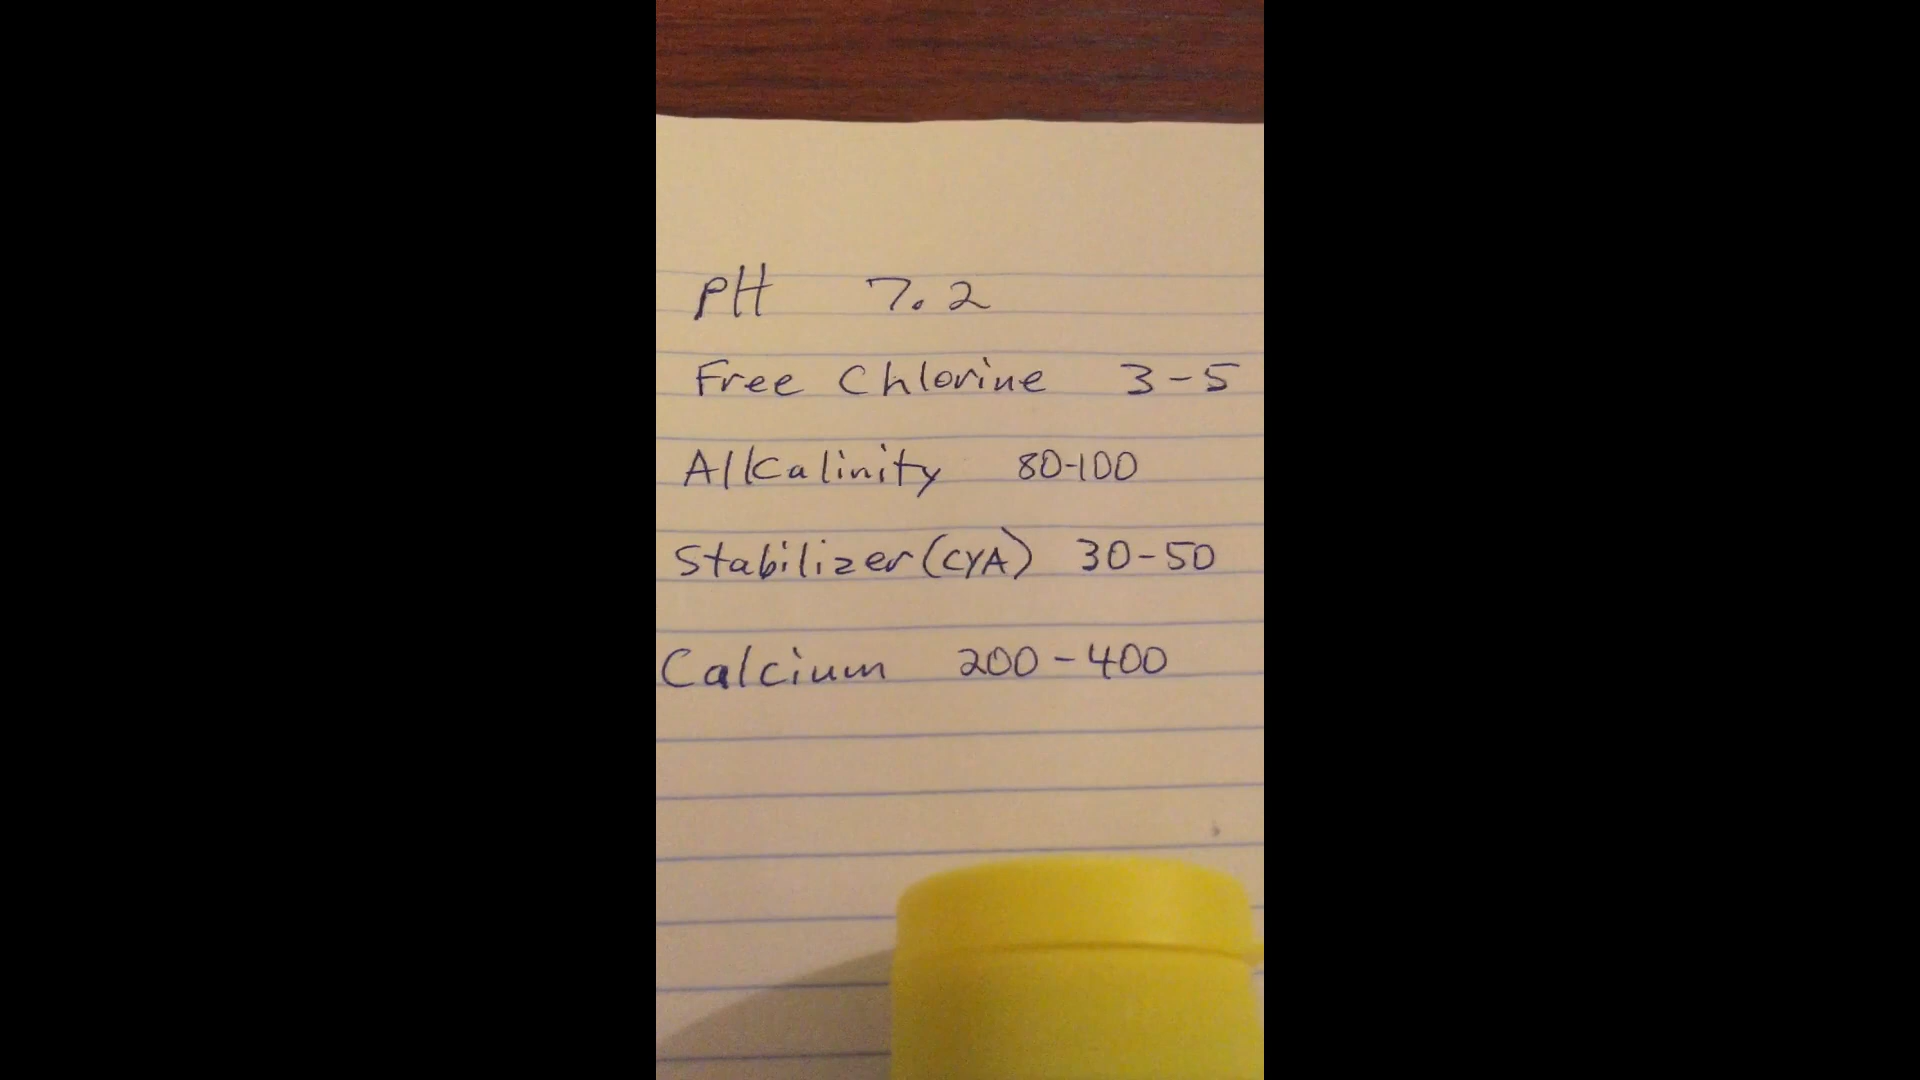 pH 7.2
Free Chlorine 3-5
Alkalinity 80-100
Stabilizer (CYA) 30-50
Calcium 200-400